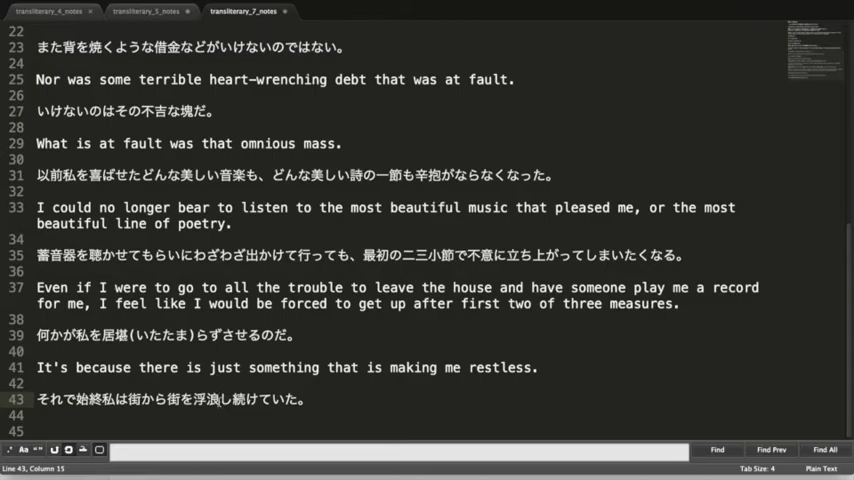 transliterary_4_notes
transliterary_5_notes
transliterary_7_notes
22
23 また背を焼くような借金などがいけないのではない。
24
25 Nor was some terrible heart-wrenching debt that was at fault.
26
27 いけないのはその不吉な塊だ。
28
29 What is at fault was that omnious mass.
30
31 以前私を喜ばせたどんな美しい音楽も、どんな美しい詩の一節も辛抱がならなくなった。
32
33 I could no longer bear to listen to the most beautiful music that pleased me, or the most
beautiful line of poetry.
34
35 蓄音器を聴かせてもらいにわざわざ出かけて行っても、最初の二三小節で不意に立ち上がってしまいたくなる。
36
37 Even if I were to go to all the trouble to leave the house and have someone play me a record
for me, I feel like I would be forced to get up after first two of three measures.
38
39 何かが私を居堪(いたたま)らずさせるのだ。
40
41 It's because there is just something that is making me restless.
42
43 それで始終私は街から街を浮浪し続けていた。
44
45
.* Aa “” Find Find Prev Find All
Line 43, Column 15 Tab Size: 4 Plain Text